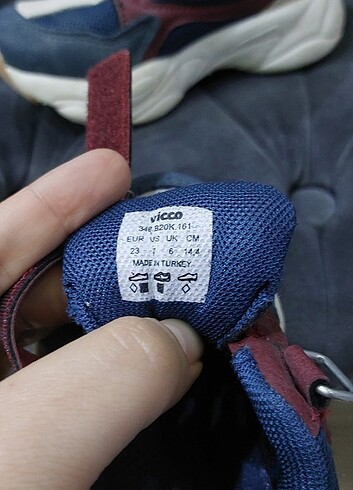 vicco
346.B20K.161
EUR US UK CM
23 7 6 14,4
MADE IN TURKEY